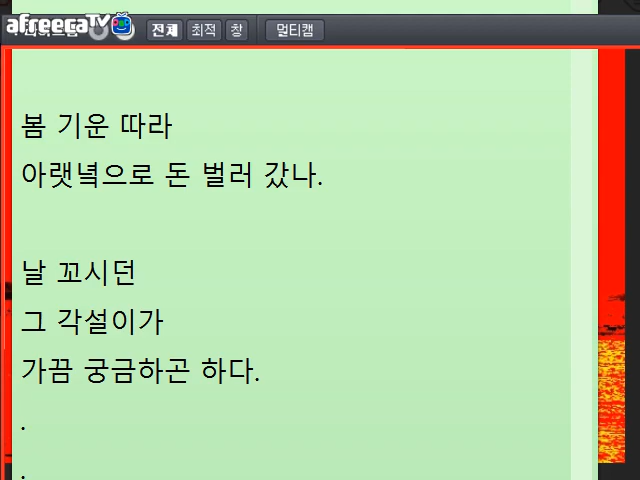 afreecaTV
전체 최적 창 멀티캠
봄 기운 따라
아랫녘으로 돈 벌러 갔나.
날 꼬시던
그 각설이가
가끔 궁금하곤 하다.
.
.